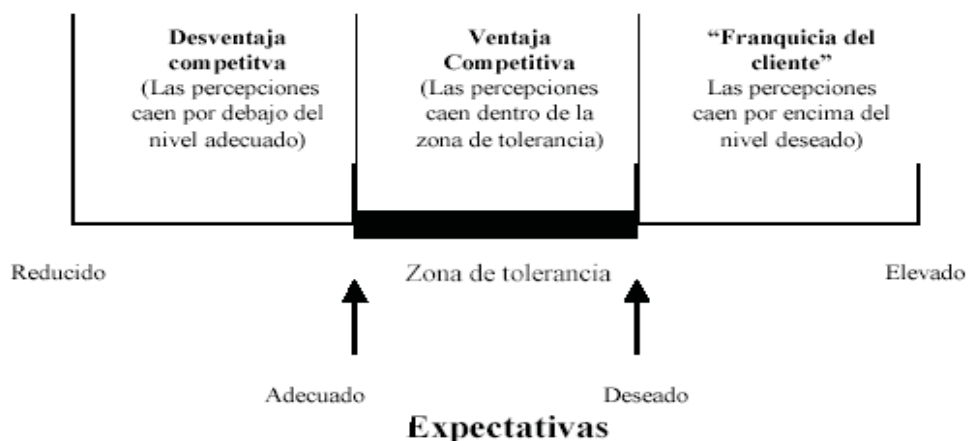 Desventaja
competitva
(Las percepciones
caen por debajo del
nivel adecuado)
Ventaja
Competitiva
(Las percepciones
caen dentro de la
zona de tolerancia)
“Franquicia del
cliente”
Las percepciones
caen por encima del
nivel deseado)
Reducido
Zona de tolerancia
Elevado
Adecuado
Deseado
Expectativas